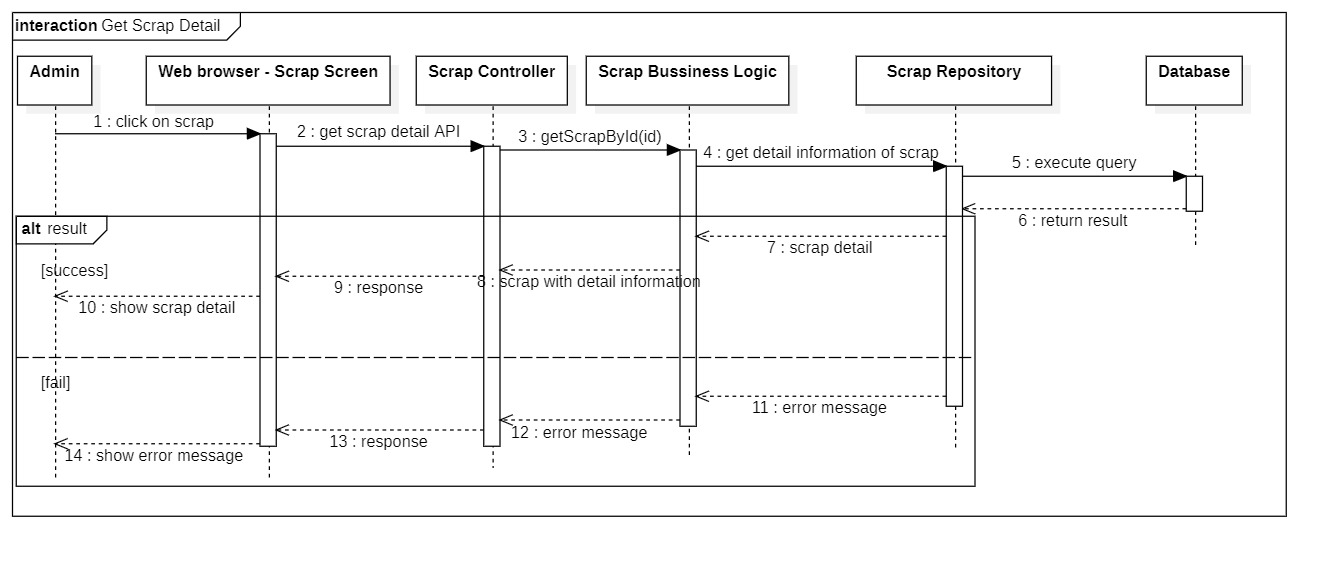 interaction Get Scrap Detail
Admin
Web browser - Scrap Screen
Scrap Controller
Scrap Bussiness Logic
Scrap Repository
Database
1 : click on scrap
2 : get scrap detail API
3 : getScrapById(id)
4 : get detail information of scrap
5 : execute query
6 : return result
alt result
7 : scrap detail
[success]
8 : scrap with detail information
9 : response
10 : show scrap detail
[fail]
11 : error message
12 : error message
13 : response
14 : show error message